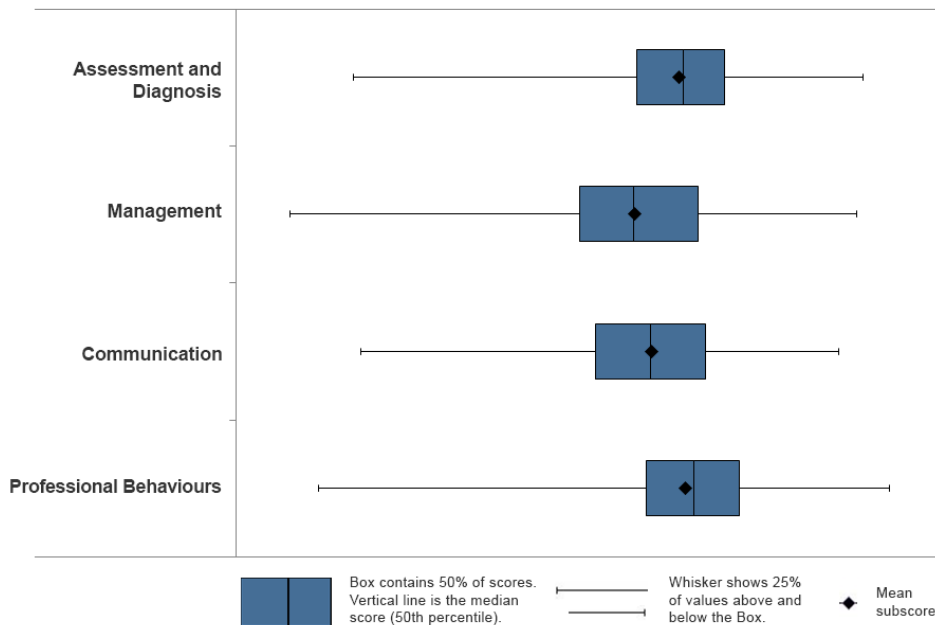 Assessment and
Diagnosis
Management
Communication
Professional Behaviours
Box contains 50% of scores.
Vertical line is the median
score (50th percentile).
Whisker shows 25%
of values above and
below the Box.
Mean
subscore